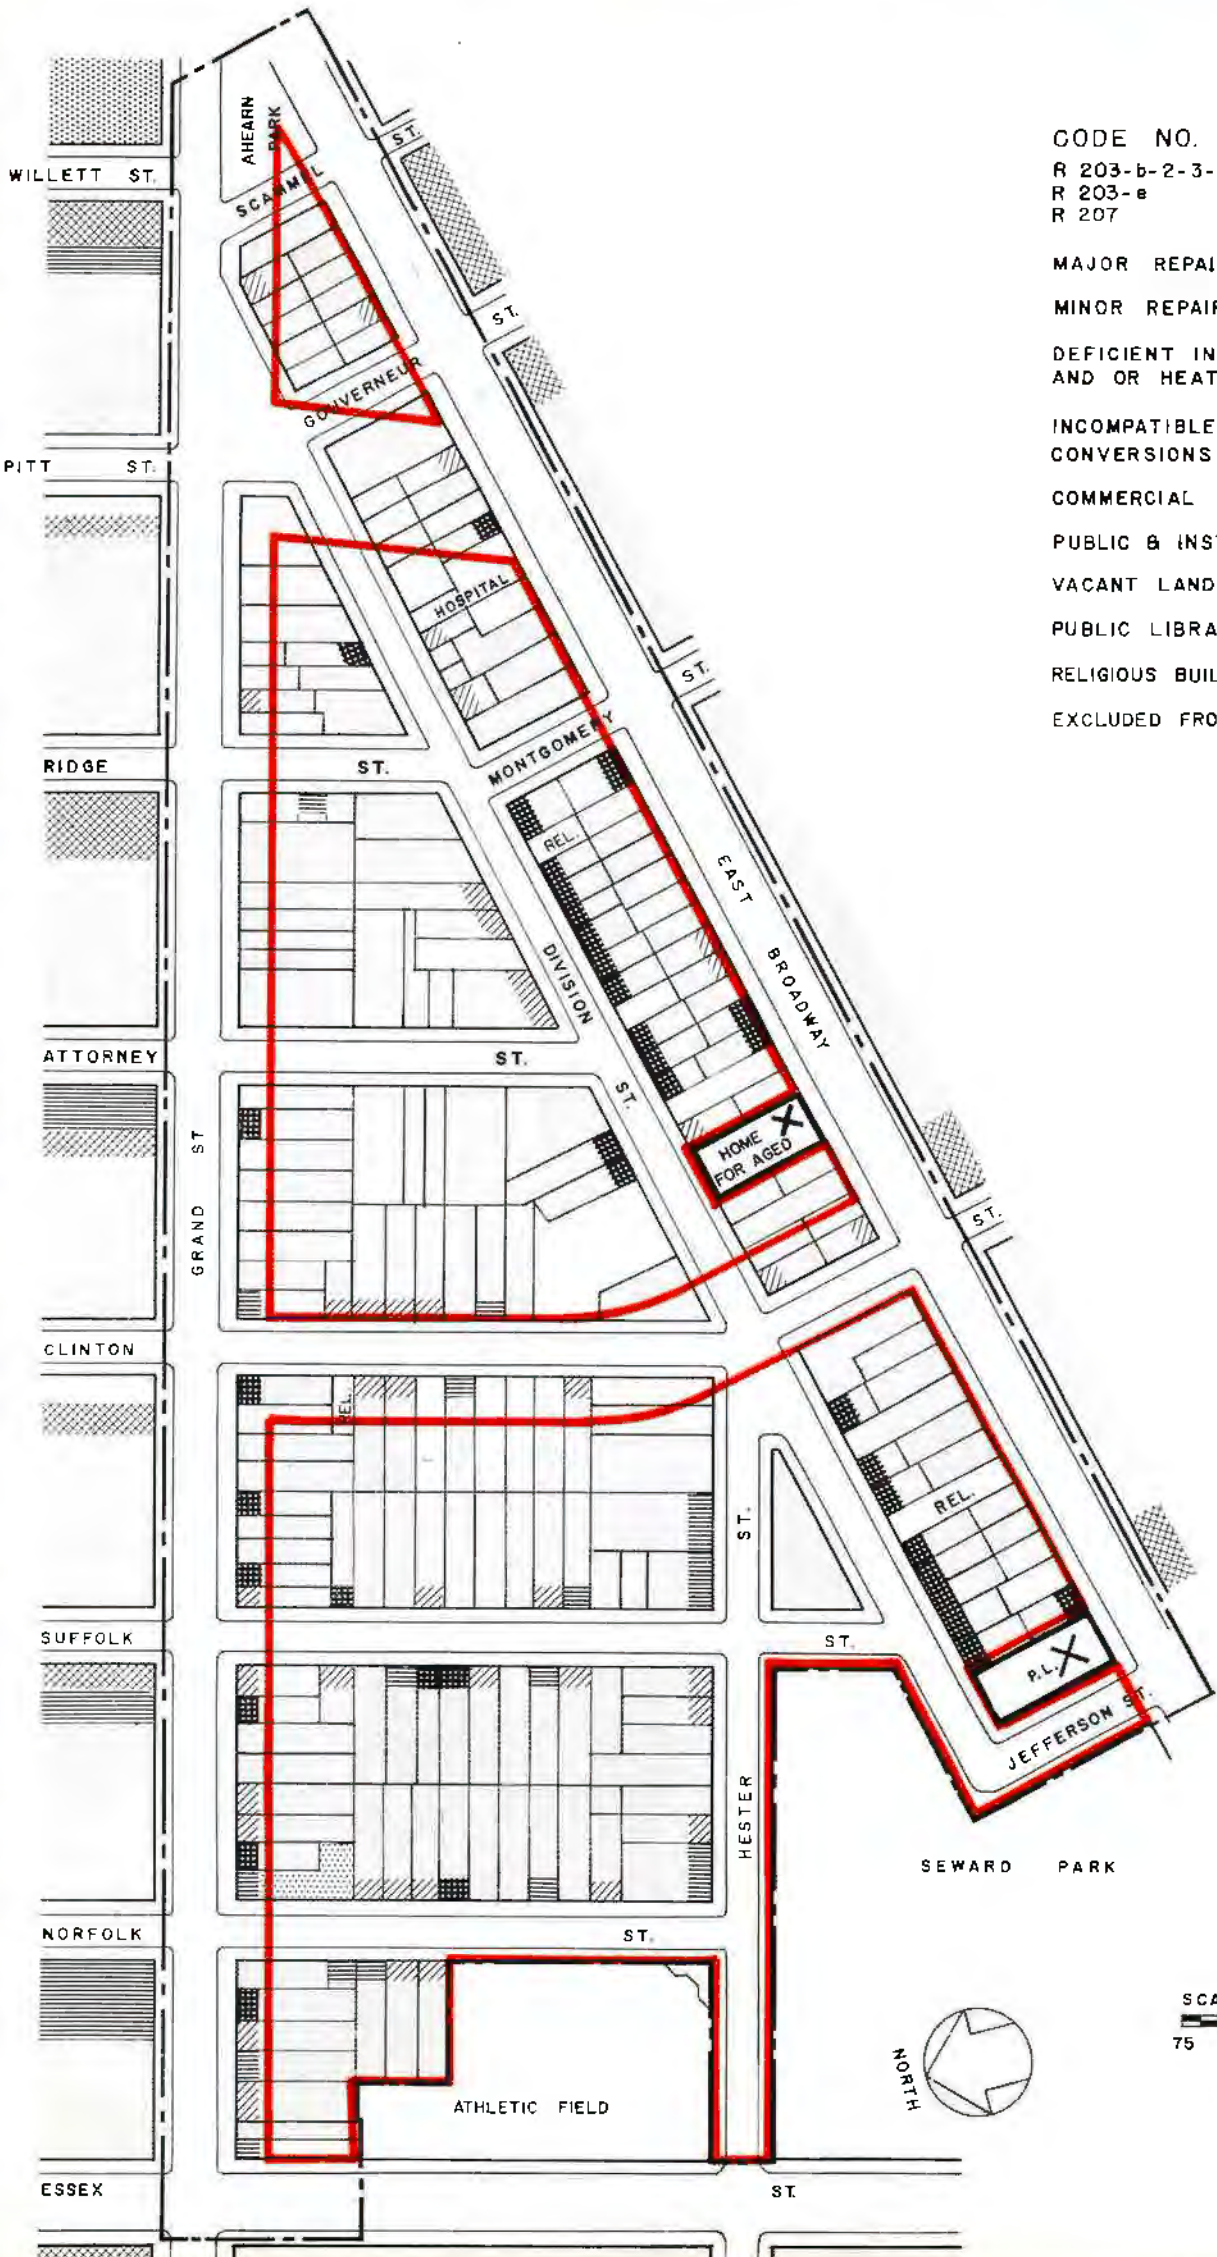 AHEARN
PARK
ST.
WILLETT ST.
SCAMMEL
ST.
GOUVERNEUR
PITT ST.
HOSPITAL
ST.
MONTGOMERY
RIDGE ST.
REL.
EAST BROADWAY
DIVISION ST.
ATTORNEY ST.
HOME
FOR AGED
X
GRAND ST
ST.
CLINTON
REL.
REL.
ST.
SUFFOLK ST.
P.L.
X
JEFFERSON ST.
HESTER
SEWARD PARK
NORFOLK ST.
NORTH
ATHLETIC FIELD
ESSEX ST.
CODE NO.
R 203-b-2-3-
R 203-e
R 207
MAJOR REPAI
MINOR REPAIR
DEFICIENT IN
AND OR HEAT
INCOMPATIBLE
CONVERSIONS
COMMERCIAL
PUBLIC & INST
VACANT LAND
PUBLIC LIBRA
RELIGIOUS BUIL
EXCLUDED FRO
SCA
75